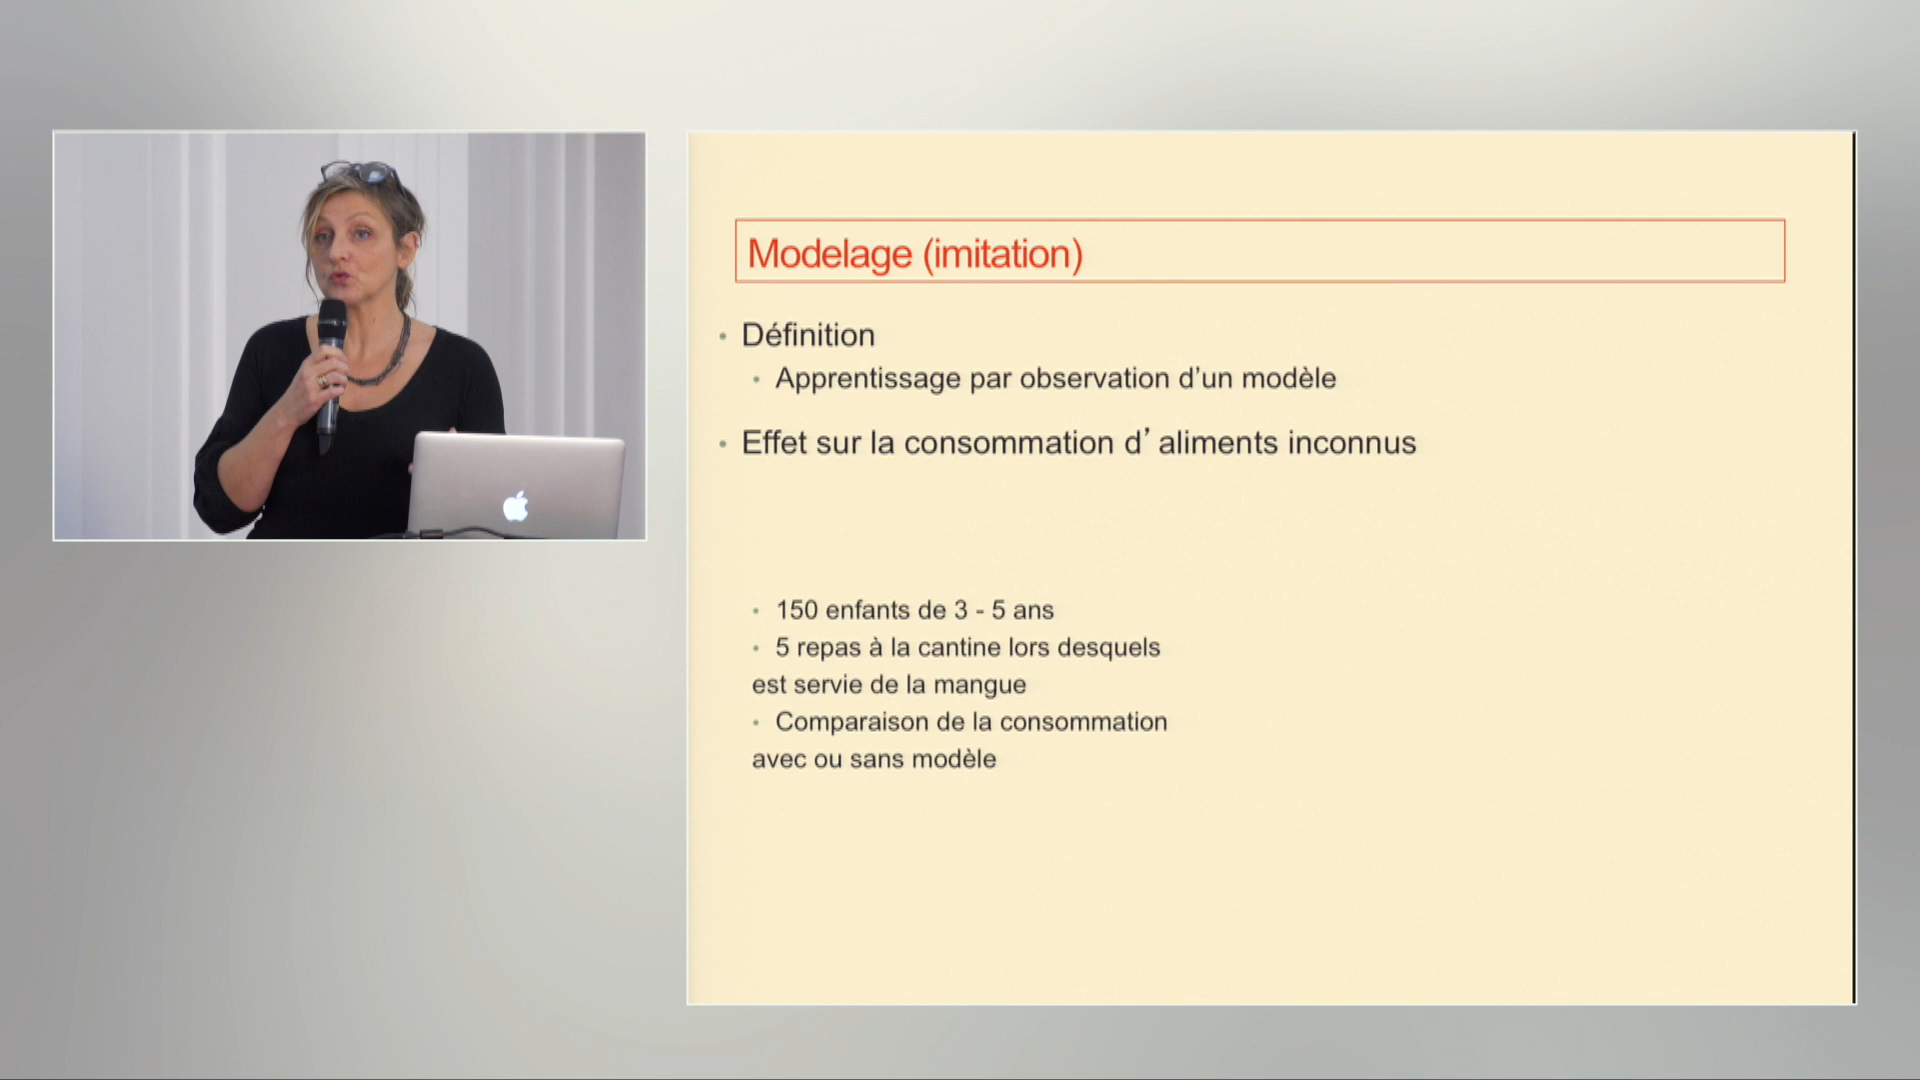 Modelage (imitation)
• Définition
• Apprentissage par observation d’un modèle
• Effet sur la consommation d’ aliments inconnus
• 150 enfants de 3 - 5 ans
• 5 repas à la cantine lors desquels
est servie de la mangue
• Comparaison de la consommation
avec ou sans modèle